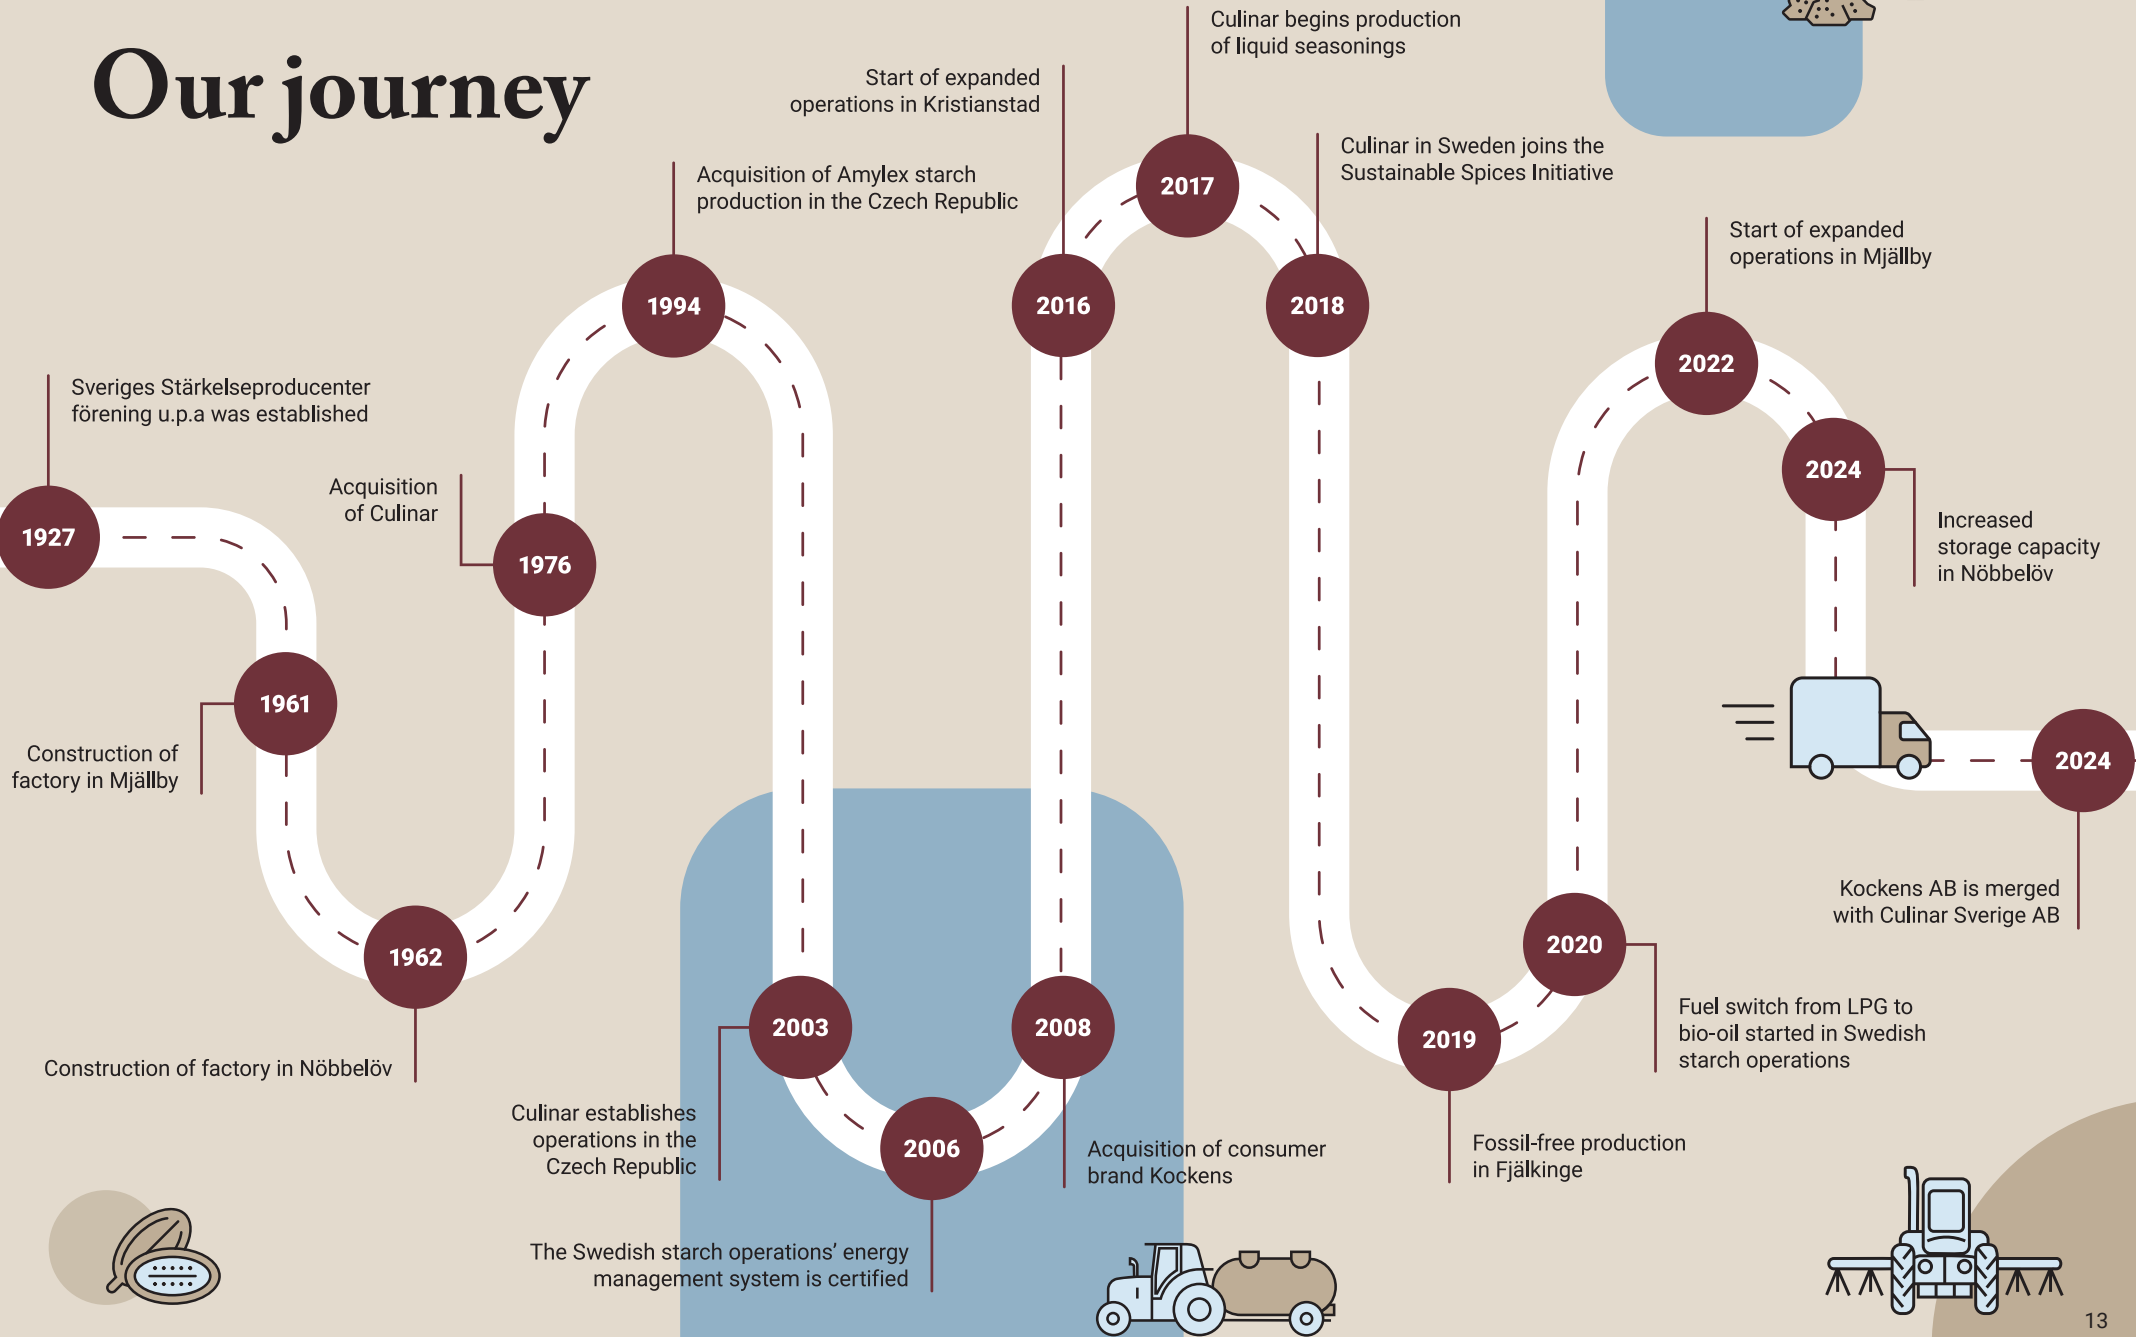 Our journey
1927
Sveriges Stärkelseproducenter
förening u.p.a was established
1961
Construction of
factory in Mjällby
1962
Construction of factory in Nöbbelöv
1976
Acquisition
of Culinar
1994
Acquisition of Amylex starch
production in the Czech Republic
2003
Culinar establishes
operations in the
Czech Republic
2006
The Swedish starch operations’ energy
management system is certified
2008
Acquisition of consumer
brand Kockens
2016
Start of expanded
operations in Kristianstad
2017
Culinar begins production
of liquid seasonings
2018
Culinar in Sweden joins the
Sustainable Spices Initiative
2019
Fossil-free production
in Fjälkinge
2020
Fuel switch from LPG to
bio-oil started in Swedish
starch operations
2022
Start of expanded
operations in Mjällby
2024
Increased
storage capacity
in Nöbbelöv
2024
Kockens AB is merged
with Culinar Sverige AB
13